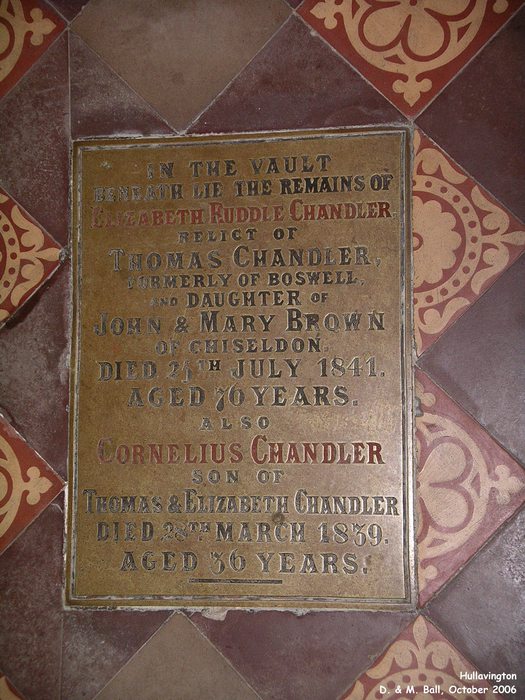 IN THE VAULT
BENEATH LIE THE REMAINS OF
ELIZABETH RUDDLE CHANDLER,
RELICT OF
THOMAS CHANDLER,
FORMERLY OF BOSWELL,
AND DAUGHTER OF
JOHN & MARY BROWN
OF CHISELDON.
DIED JULY 1841.
AGED 76 YEARS.
ALSO
CORNELIUS CHANDLER
SON OF
THOMAS & ELIZABETH CHANDLER
DIED 28TH MARCH 1839.
AGED 36 YEARS.
Hullavington
D. & M. Ball, October 2006